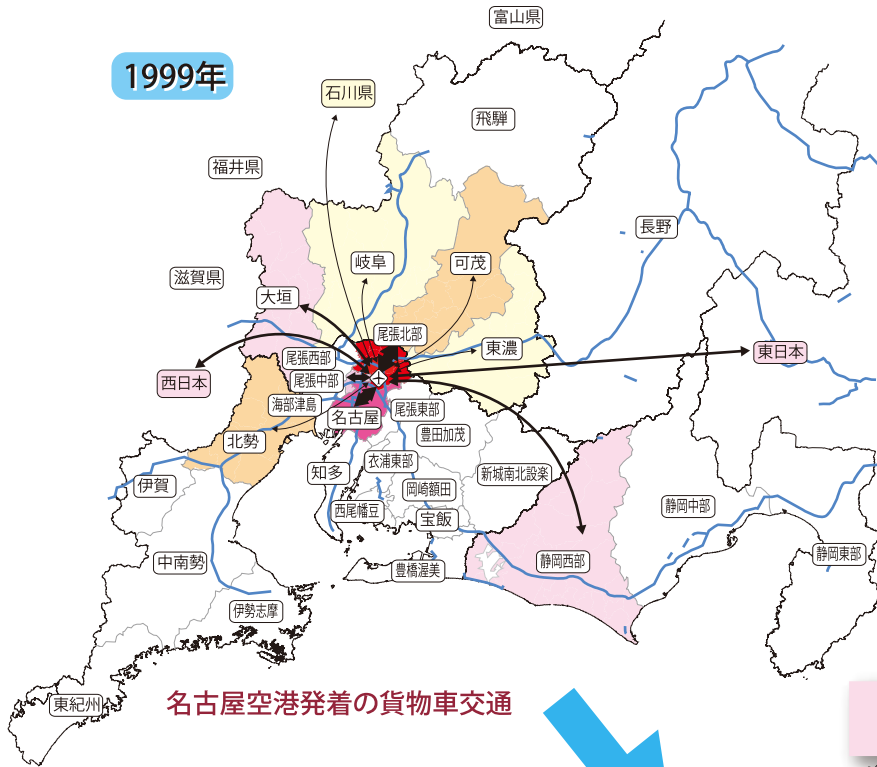 富山県
1999年
石川県
飛騨
福井県
長野
岐阜
可茂
滋賀県
大垣
尾張北部
東濃
東日本
尾張西部
西日本
尾張中部
海部津島
名古屋
尾張東部
豊田加茂
北勢
衣浦東部
知多
新城南北設楽
伊賀
岡崎額田
西尾幡豆
静岡中部
宝飯
中南勢
静岡西部
静岡東部
豊橋渥美
伊勢志摩
東紀州
名古屋空港発着の貨物車交通